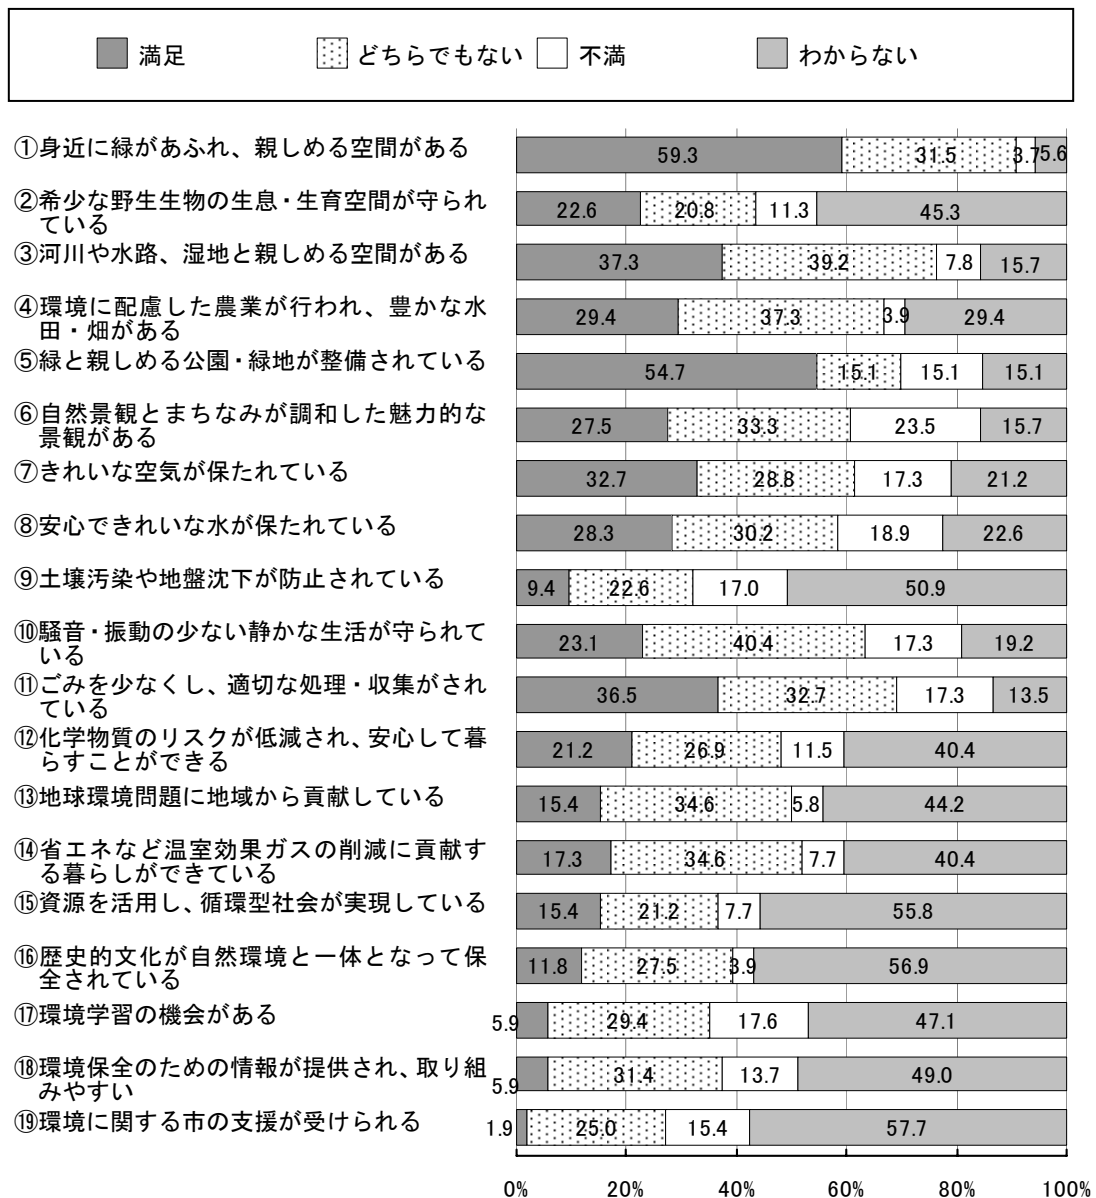 満足 どちらでもない 不満 わからない
①身近に緑があふれ、親しめる空間がある 59.3 31.5 3.7 5.6
②希少な野生生物の生息・生育空間が守られ
ている
22.6 20.8 11.3 45.3
③河川や水路、湿地と親しめる空間がある 37.3 39.2 7.8 15.7
④環境に配慮した農業が行われ、豊かな水
田・畑がある
29.4 37.3 3.9 29.4
⑤緑と親しめる公園・緑地が整備されている 54.7 15.1 15.1 15.1
⑥自然景観とまちなみが調和した魅力的な
景観がある
27.5 33.3 23.5 15.7
⑦きれいな空気が保たれている 32.7 28.8 17.3 21.2
⑧安心できれいな水が保たれている 28.3 30.2 18.9 22.6
⑨土壌汚染や地盤沈下が防止されている 9.4 22.6 17.0 50.9
⑩騒音・振動の少ない静かな生活が守られて
いる
23.1 40.4 17.3 19.2
⑪ごみを少なくし、適切な処理・収集がされ
ている
36.5 32.7 17.3 13.5
⑫化学物質のリスクが低減され、安心して暮
らすことができる
21.2 26.9 11.5 40.4
⑬地球環境問題に地域から貢献している 15.4 34.6 5.8 44.2
⑭省エネなど温室効果ガスの削減に貢献す
る暮らしができている
17.3 34.6 7.7 40.4
⑮資源を活用し、循環型社会が実現している 15.4 21.2 7.7 55.8
⑯歴史的文化が自然環境と一体となって保
全されている
11.8 27.5 3.9 56.9
⑰環境学習の機会がある 5.9 29.4 17.6 47.1
⑱環境保全のための情報が提供され、取り組
みやすい
5.9 31.4 13.7 49.0
⑲環境に関する市の支援が受けられる 1.9 25.0 15.4 57.7
0% 20% 40% 60% 80% 100%